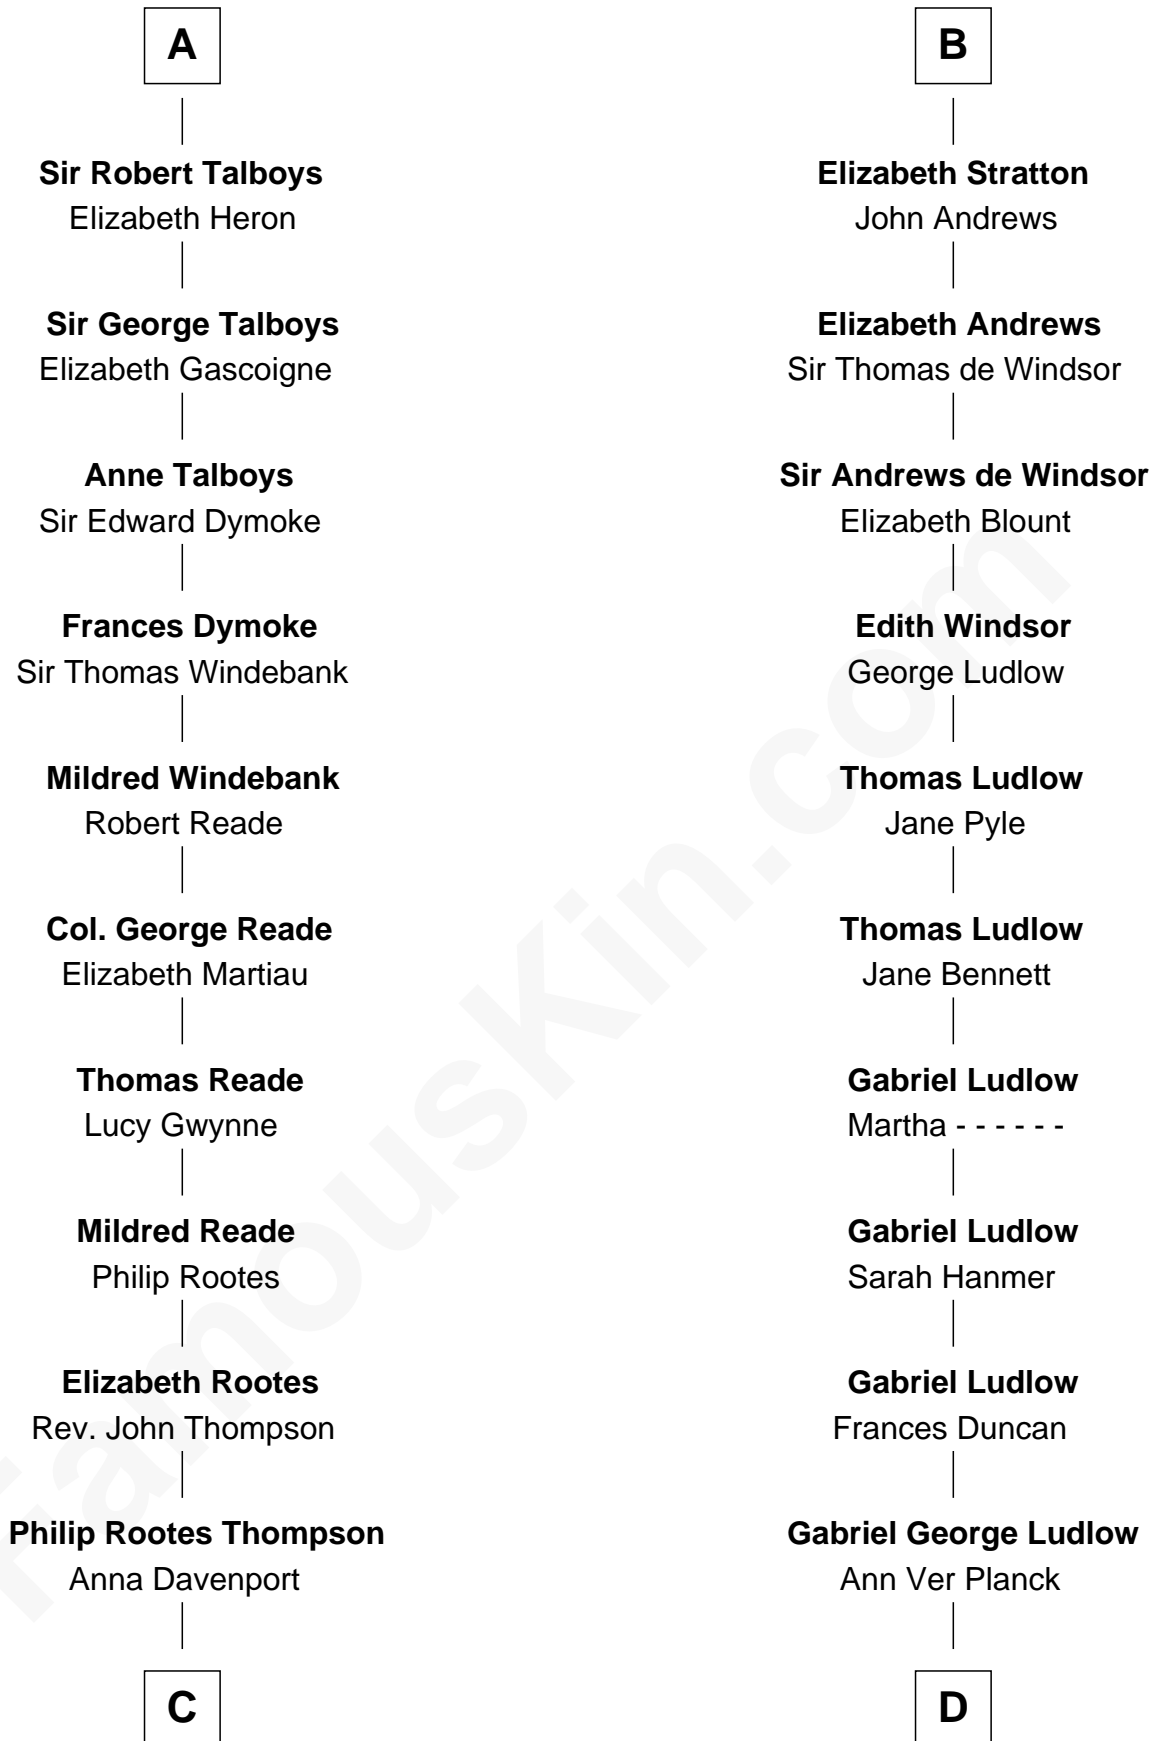 A
Sir Robert Talboys
Elizabeth Heron
Sir George Talboys
Elizabeth Gascoigne
Anne Talboys
Sir Edward Dymoke
Frances Dymoke
Sir Thomas Windebank
Mildred Windebank
Robert Reade
Col. George Reade
Elizabeth Martiau
Thomas Reade
Lucy Gwynne
Mildred Reade
Philip Rootes
Elizabeth Rootes
Rev. John Thompson
Philip Rootes Thompson
Anna Davenport
C
B
Elizabeth Stratton
John Andrews
Elizabeth Andrews
Sir Thomas de Windsor
Sir Andrews de Windsor
Elizabeth Blount
Edith Windsor
George Ludlow
Thomas Ludlow
Jane Pyle
Thomas Ludlow
Jane Bennett
Gabriel Ludlow
Martha - - - - - -
Gabriel Ludlow
Sarah Hanmer
Gabriel Ludlow
Frances Duncan
Gabriel George Ludlow
Ann Ver Planck
D
FamousKin.com